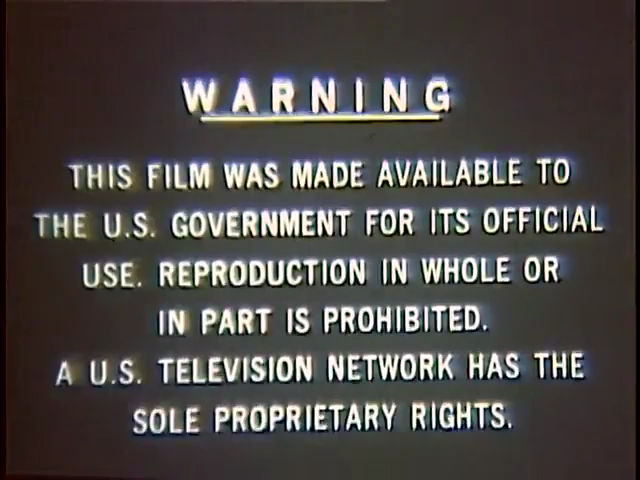 WARNING
THIS FILM WAS MADE AVAILABLE TO
THE U.S. GOVERNMENT FOR ITS OFFICIAL
USE. REPRODUCTION IN WHOLE OR
IN PART IS PROHIBITED.
A U.S. TELEVISION NETWORK HAS THE
SOLE PROPRIETARY RIGHTS.